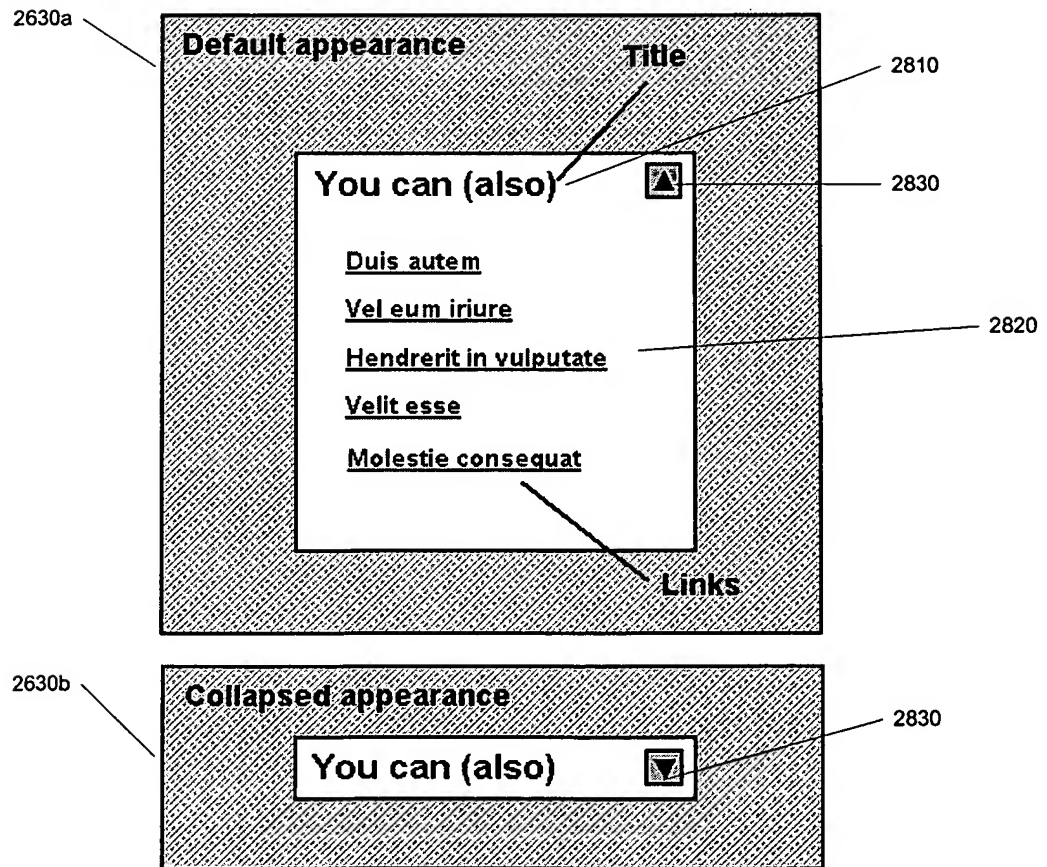 2630a
Default appearance
Title
2810
You can (also)
2830
Duis autem
Vel eum iriure
2820
Hendrerit in vulputate
Velit esse
Molestie consequat
Links
2630b
Collapsed appearance
2830
You can (also)